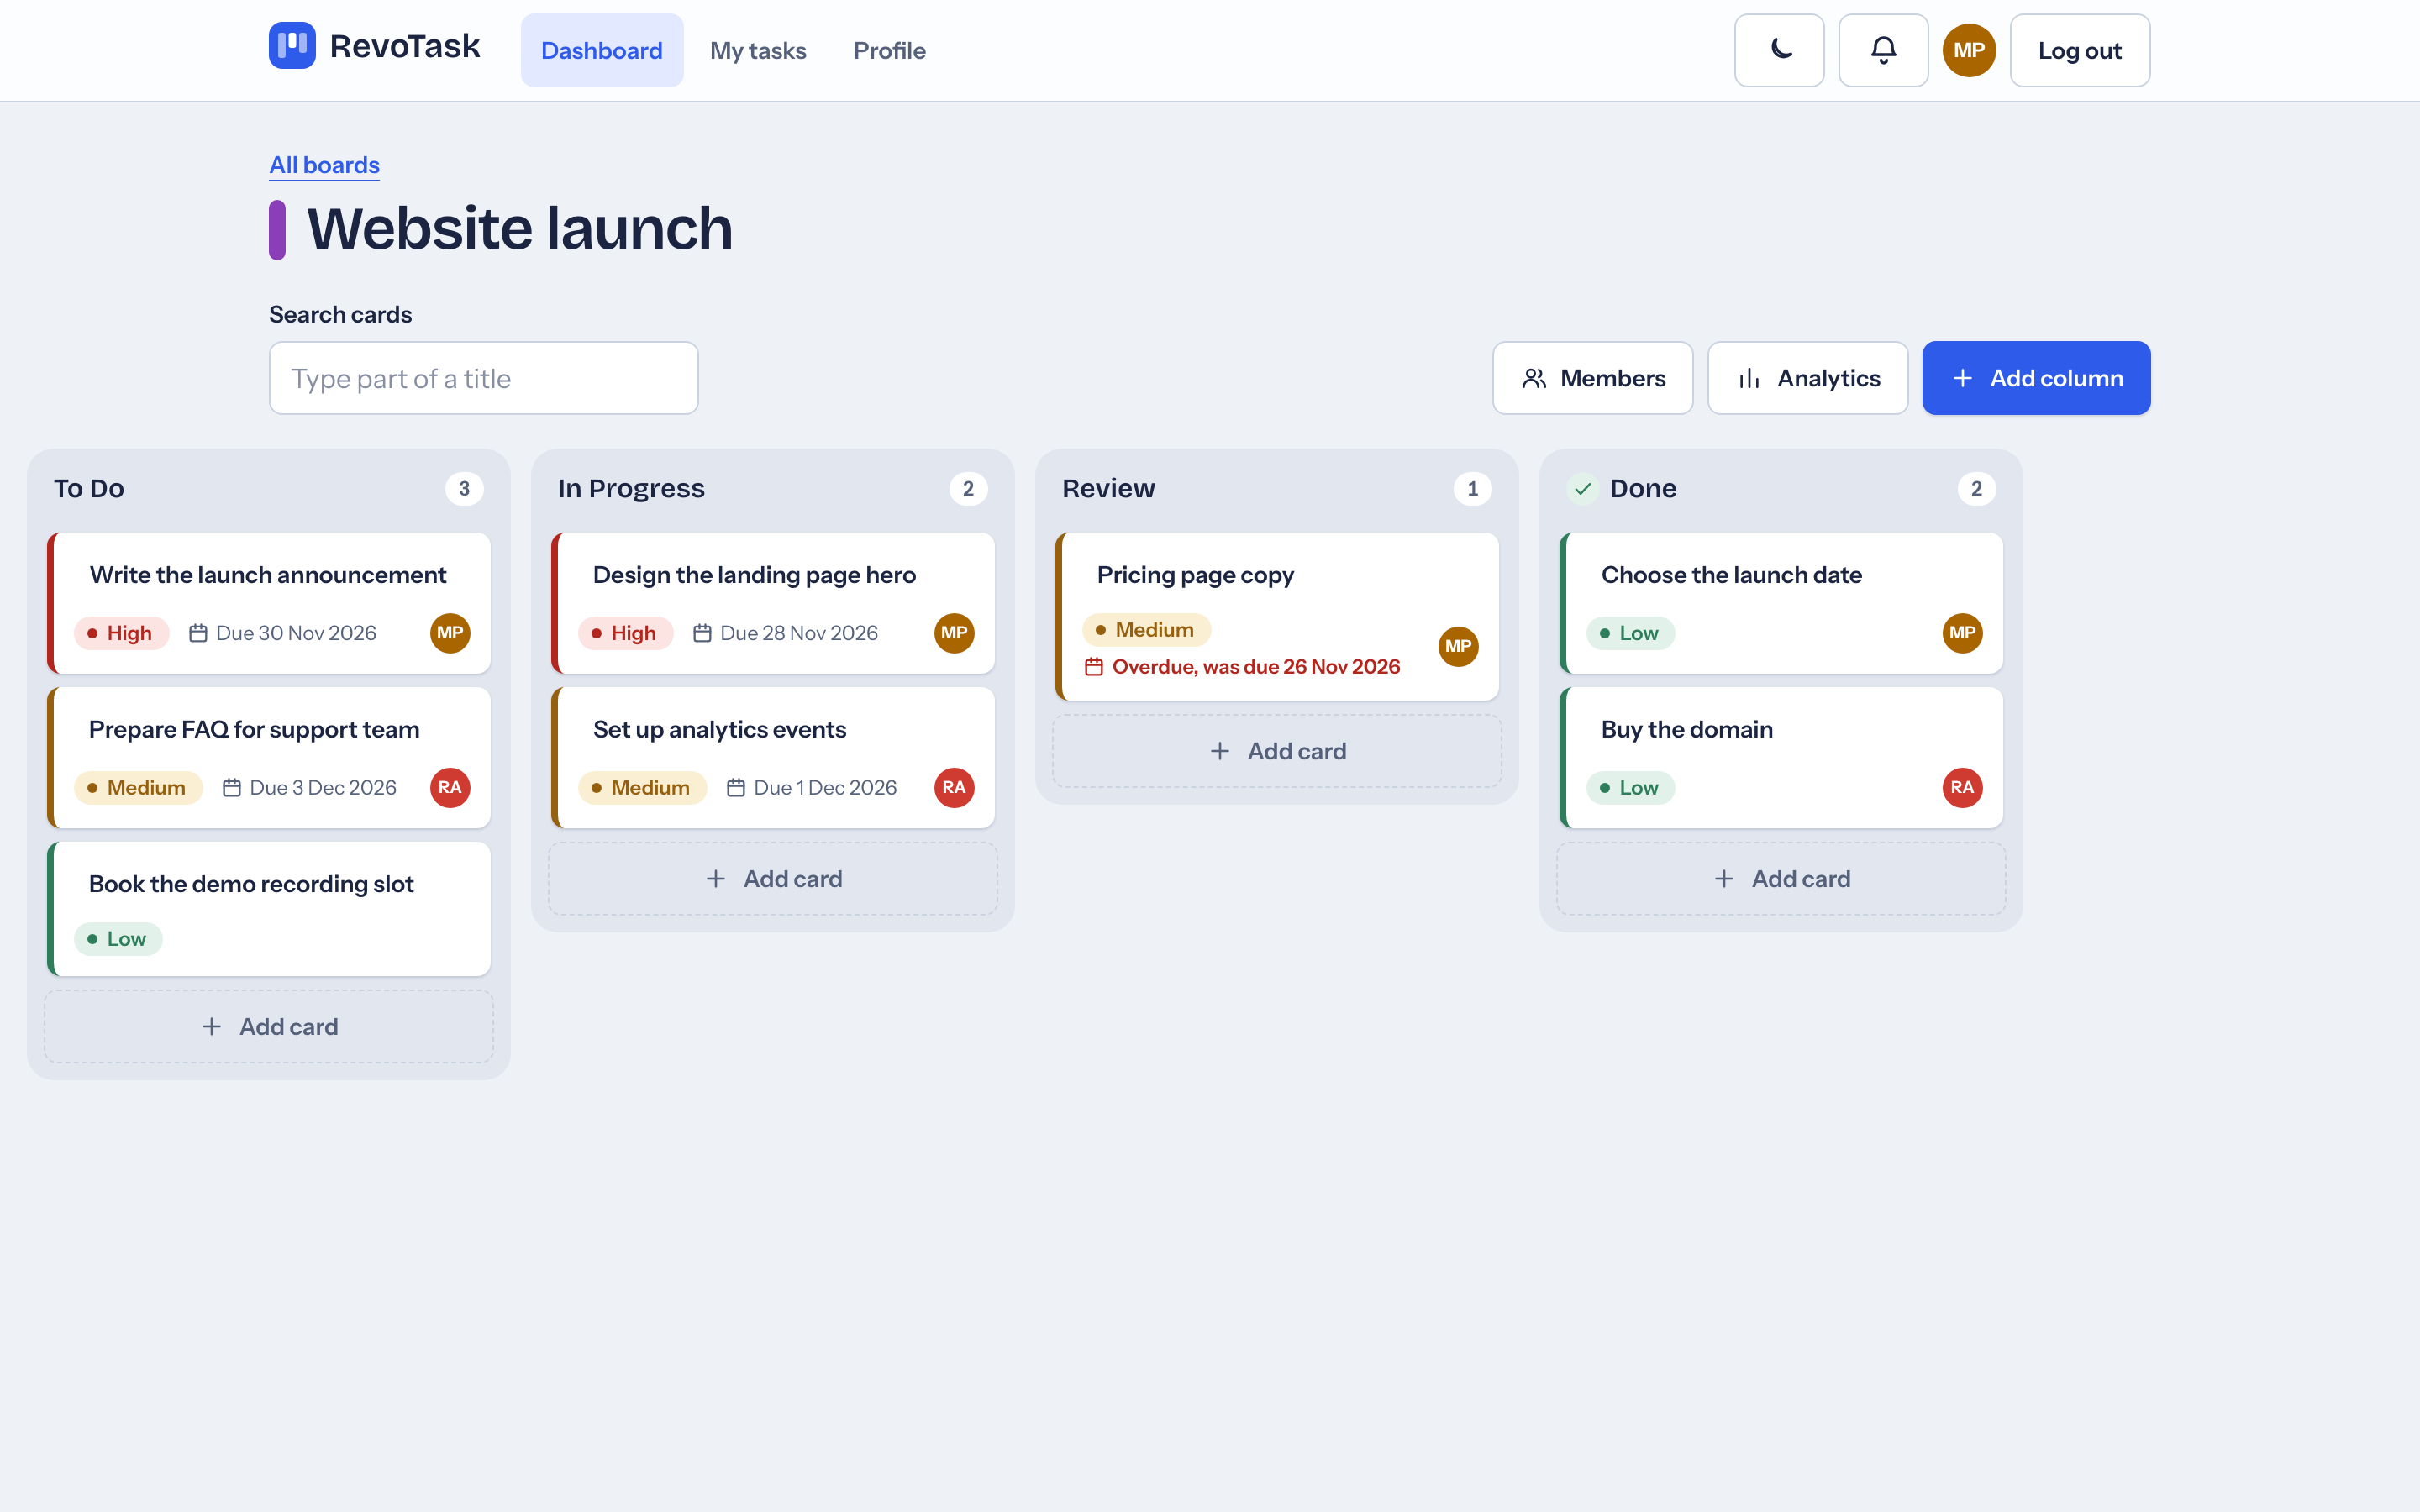 RevoTask
Dashboard
My tasks
Profile
MP
Log out
All boards
Website launch
Search cards
Type part of a title
Members
Analytics
Add column
To Do
3
Write the launch announcement
High
Due 30 Nov 2026
MP
Prepare FAQ for support team
Medium
Due 3 Dec 2026
RA
Book the demo recording slot
Low
Add card
In Progress
2
Design the landing page hero
High
Due 28 Nov 2026
MP
Set up analytics events
Medium
Due 1 Dec 2026
RA
Add card
Review
1
Pricing page copy
Medium
Overdue, was due 26 Nov 2026
MP
Add card
Done
2
Choose the launch date
Low
MP
Buy the domain
Low
RA
Add card